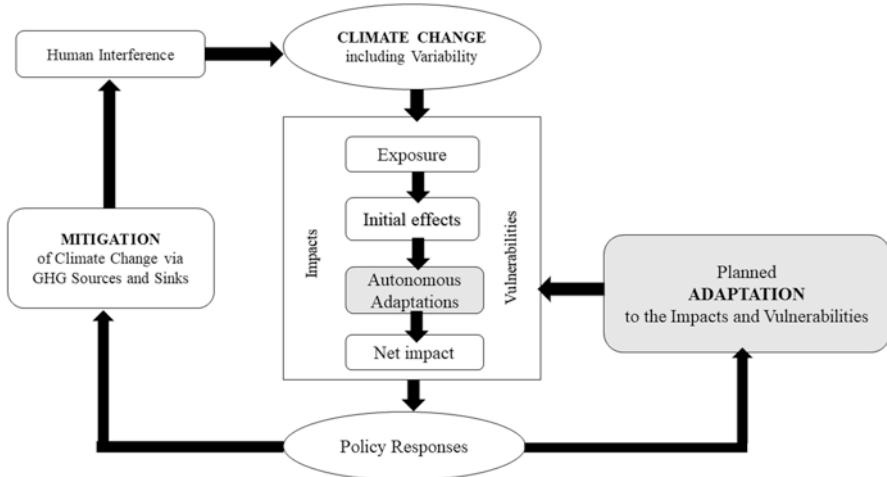 CLIMATE CHANGE
including Variability
Human Interference
Exposure
Initial effects
Impacts
Vulnerabilities
Autonomous
Adaptations
Net impact
MITIGATION
of Climate Change via
GHG Sources and Sinks
Planned
ADAPTATION
to the Impacts and Vulnerabilities
Policy Responses